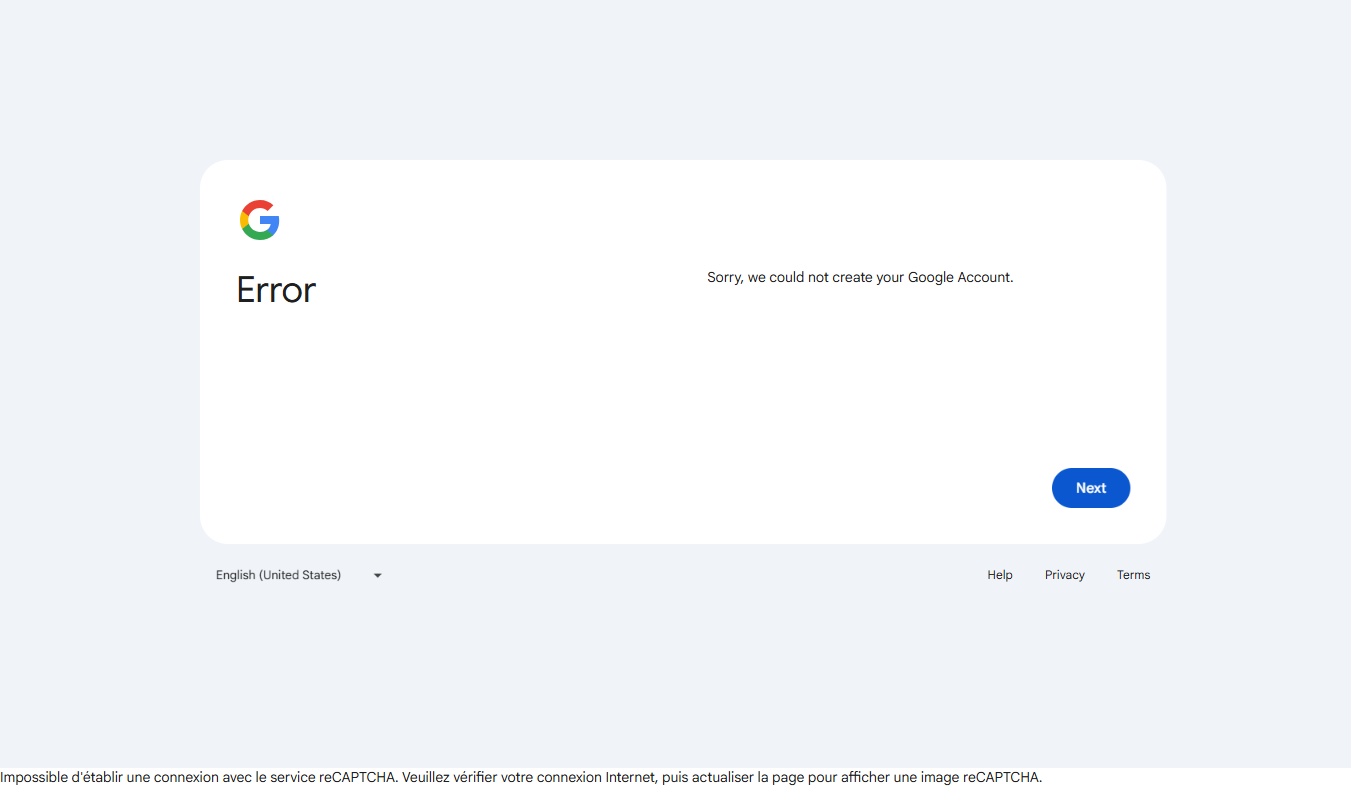 Error
Sorry, we could not create your Google Account.
Next
English (United States)
Help Privacy Terms
Impossible d'établir une connexion avec le service reCAPTCHA. Veuillez vérifier votre connexion Internet, puis actualiser la page pour afficher une image reCAPTCHA.